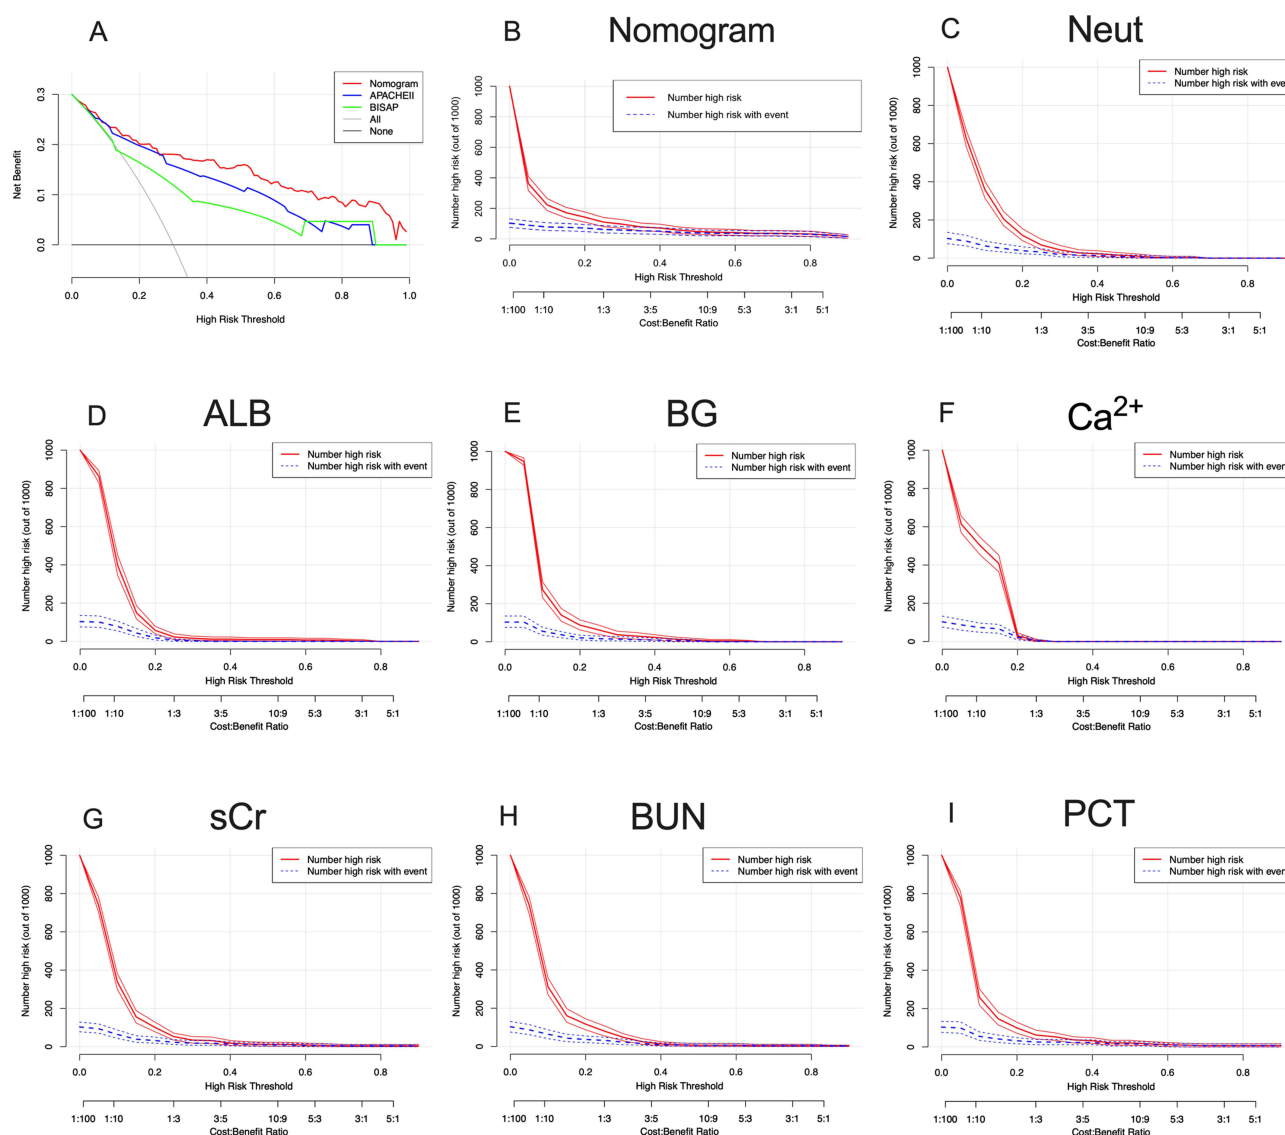 A
Net Benefit
0.3
0.2
0.1
0.0
Nomogram
APACHEII
BISAP
All
None
0.0 0.2 0.4 0.6 0.8 1.0
High Risk Threshold
B Nomogram
Number high risk (out of 1000)
1000
800
600
400
200
0
Number high risk
Number high risk with event
0.0 0.2 0.4 0.6 0.8
High Risk Threshold
1:100 1:10 1:3 3:5 10:9 5:3 3:1 5:1
Cost:Benefit Ratio
C Neut
Number high risk (out of 1000)
1000
800
600
400
200
0
Number high risk
Number high risk with eve
0.0 0.2 0.4 0.6 0.8
High Risk Threshold
1:100 1:10 1:3 3:5 10:9 5:3 3:1 5:1
Cost:Benefit Ratio
D ALB
Number high risk (out of 1000)
1000
800
600
400
200
0
Number high risk
Number high risk with event
0.0 0.2 0.4 0.6 0.8
High Risk Threshold
1:100 1:10 1:3 3:5 10:9 5:3 3:1 5:1
Cost:Benefit Ratio
E BG
Number high risk (out of 1000)
1000
800
600
400
200
0
Number high risk
Number high risk with event
0.0 0.2 0.4 0.6 0.8
High Risk Threshold
1:100 1:10 1:3 3:5 10:9 5:3 3:1 5:1
Cost:Benefit Ratio
F Ca²⁺
Number high risk (out of 1000)
1000
800
600
400
200
0
Number high risk
Number high risk with even
0.0 0.2 0.4 0.6 0.8
High Risk Threshold
1:100 1:10 1:3 3:5 10:9 5:3 3:1 5:1
Cost:Benefit Ratio
G sCr
Number high risk (out of 1000)
1000
800
600
400
200
0
Number high risk
Number high risk with event
0.0 0.2 0.4 0.6 0.8
High Risk Threshold
1:100 1:10 1:3 3:5 10:9 5:3 3:1 5:1
Cost:Benefit Ratio
H BUN
Number high risk (out of 1000)
1000
800
600
400
200
0
Number high risk
Number high risk with event
0.0 0.2 0.4 0.6 0.8
High Risk Threshold
1:100 1:10 1:3 3:5 10:9 5:3 3:1 5:1
Cost:Benefit Ratio
I PCT
Number high risk (out of 1000)
1000
800
600
400
200
0
Number high risk
Number high risk with even
0.0 0.2 0.4 0.6 0.8
High Risk Threshold
1:100 1:10 1:3 3:5 10:9 5:3 3:1 5:1
Cost:Benefit Ratio